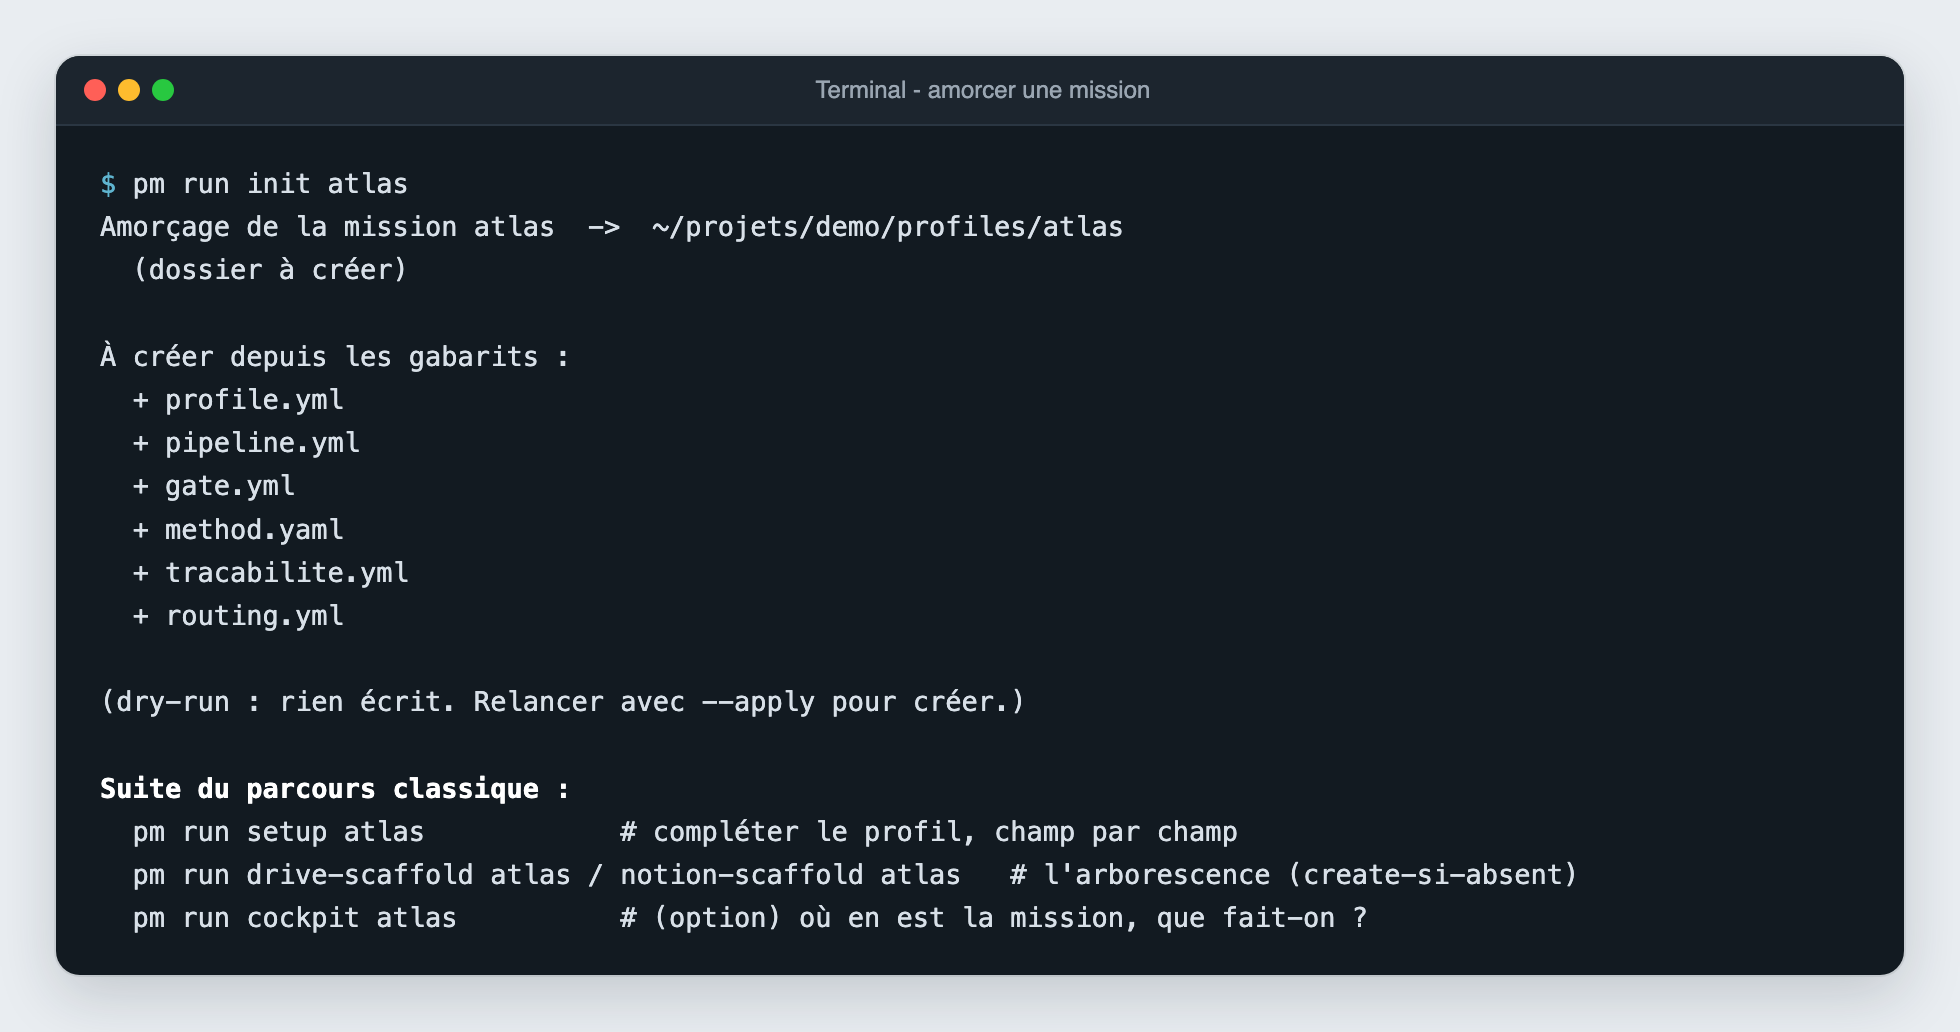 Terminal - amorcer une mission
$ pm run init atlas
Amorçage de la mission atlas  —>  ~/projets/demo/profiles/atlas
  (dossier à créer)
À créer depuis les gabarits :
  + profile.yml
  + pipeline.yml
  + gate.yml
  + method.yaml
  + tracabilite.yml
  + routing.yml
(dry-run : rien écrit. Relancer avec --apply pour créer.)
Suite du parcours classique :
  pm run setup atlas            # compléter le profil, champ par champ
  pm run drive-scaffold atlas / notion-scaffold atlas   # l'arborescence (create-si-absent)
  pm run cockpit atlas          # (option) où en est la mission, que fait-on ?